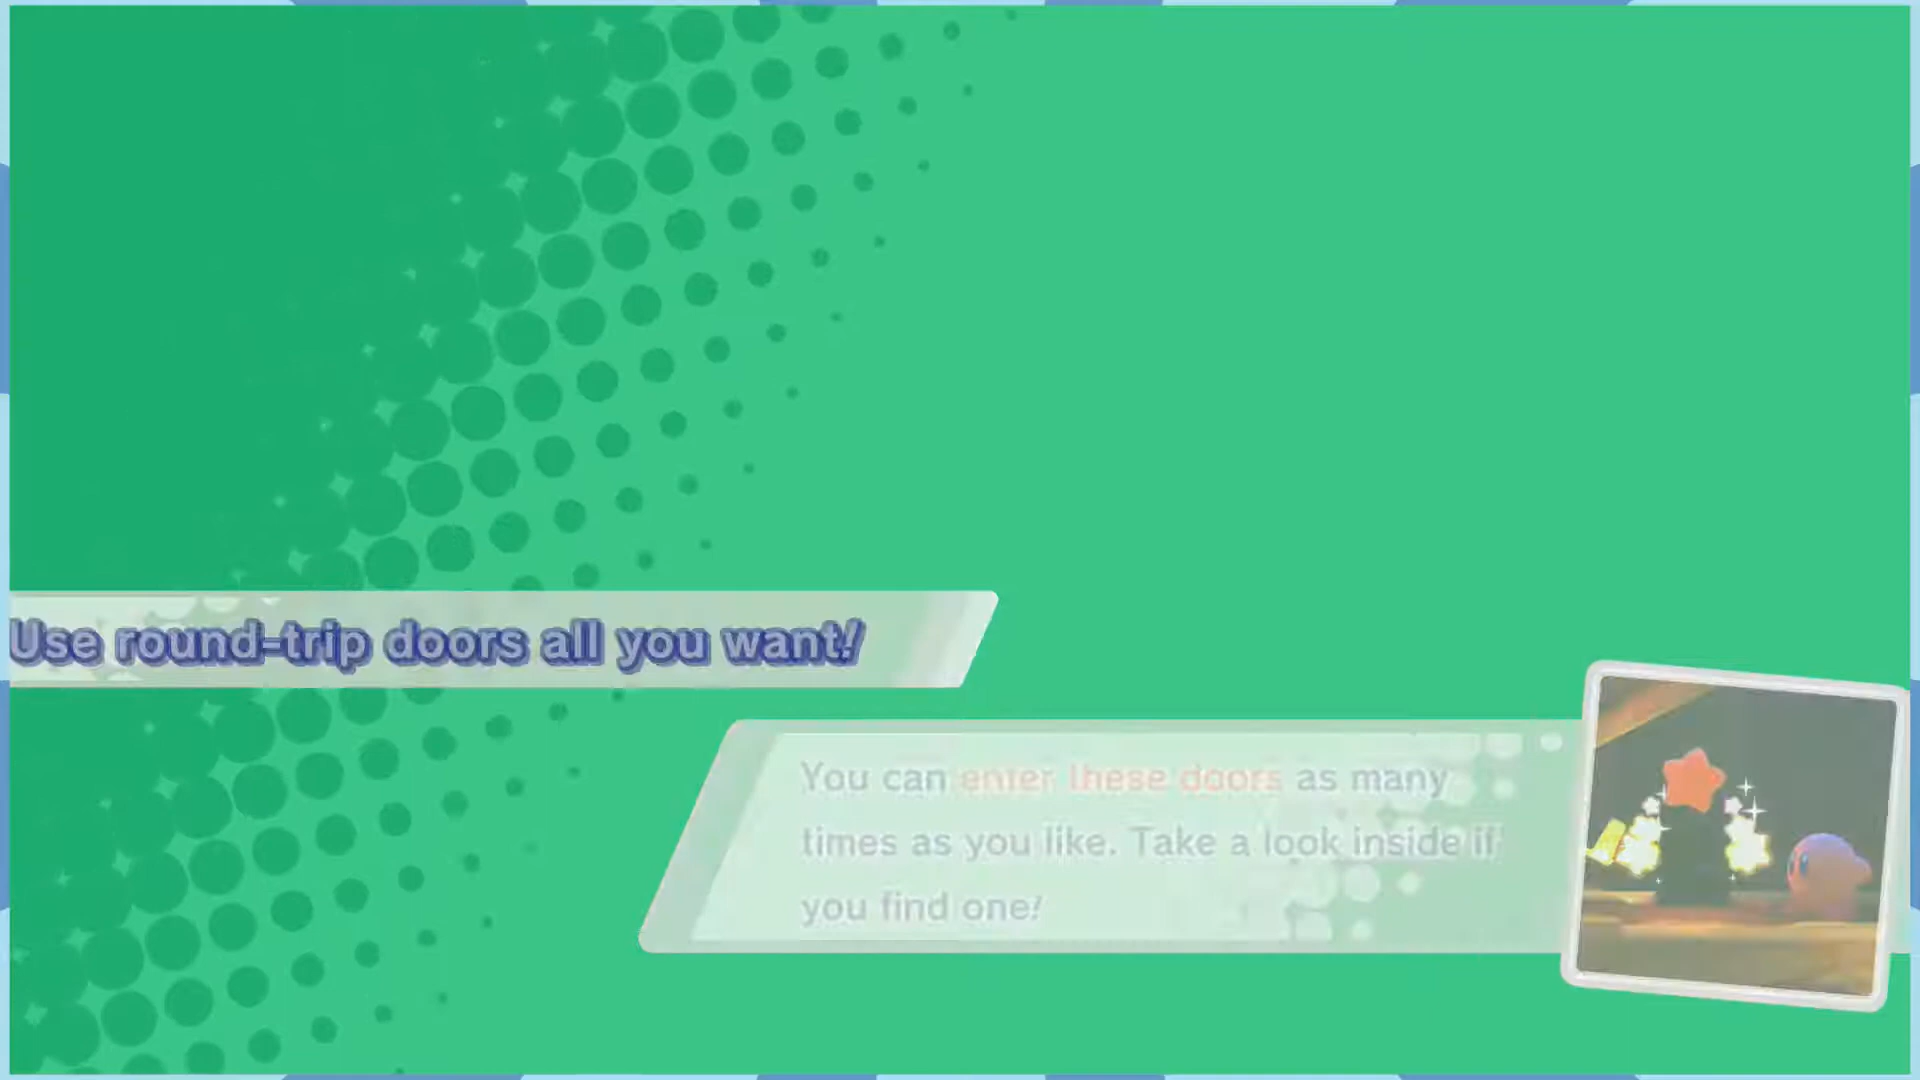 Use round-trip doors all you want!
You can enter these doors as many
times as you like. Take a look inside if
you find one!